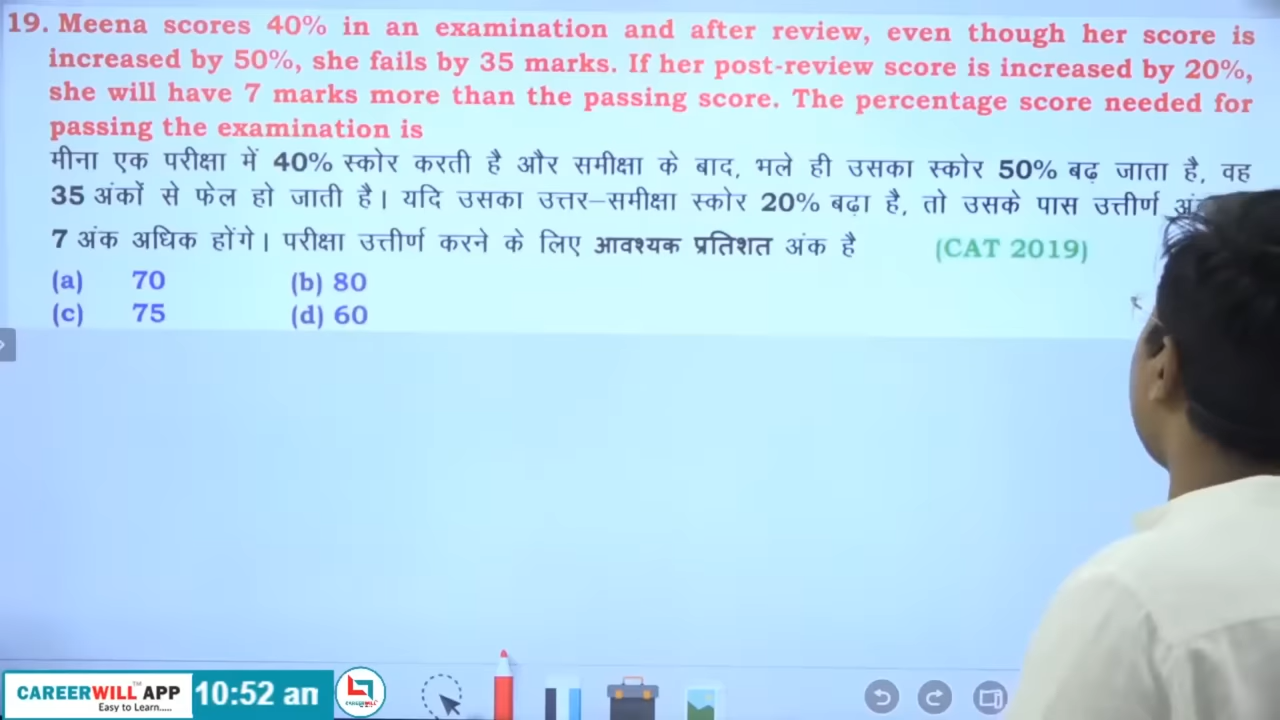 19. Meena scores 40% in an examination and after review, even though her score is
increased by 50%, she fails by 35 marks. If her post-review score is increased by 20%,
she will have 7 marks more than the passing score. The percentage score needed for
passing the examination is
मीना एक परीक्षा में 40% स्कोर करती है और समीक्षा के बाद, भले ही उसका स्कोर 50% बढ़ जाता है, वह
35 अंकों से फेल हो जाती है। यदि उसका उत्तर–समीक्षा स्कोर 20% बढ़ा है, तो उसके पास उत्तीर्ण
7 अंक अधिक होंगे। परीक्षा उत्तीर्ण करने के लिए आवश्यक प्रतिशत अंक है (CAT 2019)
(a) 70 (b) 80
(c) 75 (d) 60
CAREERWILL APP 10:52 an
Easy to Learn.....